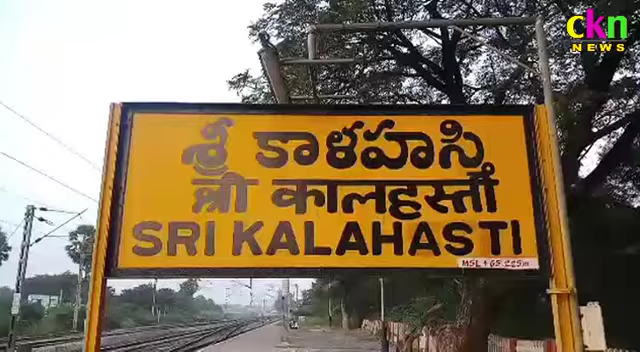 ckn
NEWS
శ్రీ కాళహస్తి
श्री कालहस्ती
SRI KALAHASTI
MSL + 65.225m